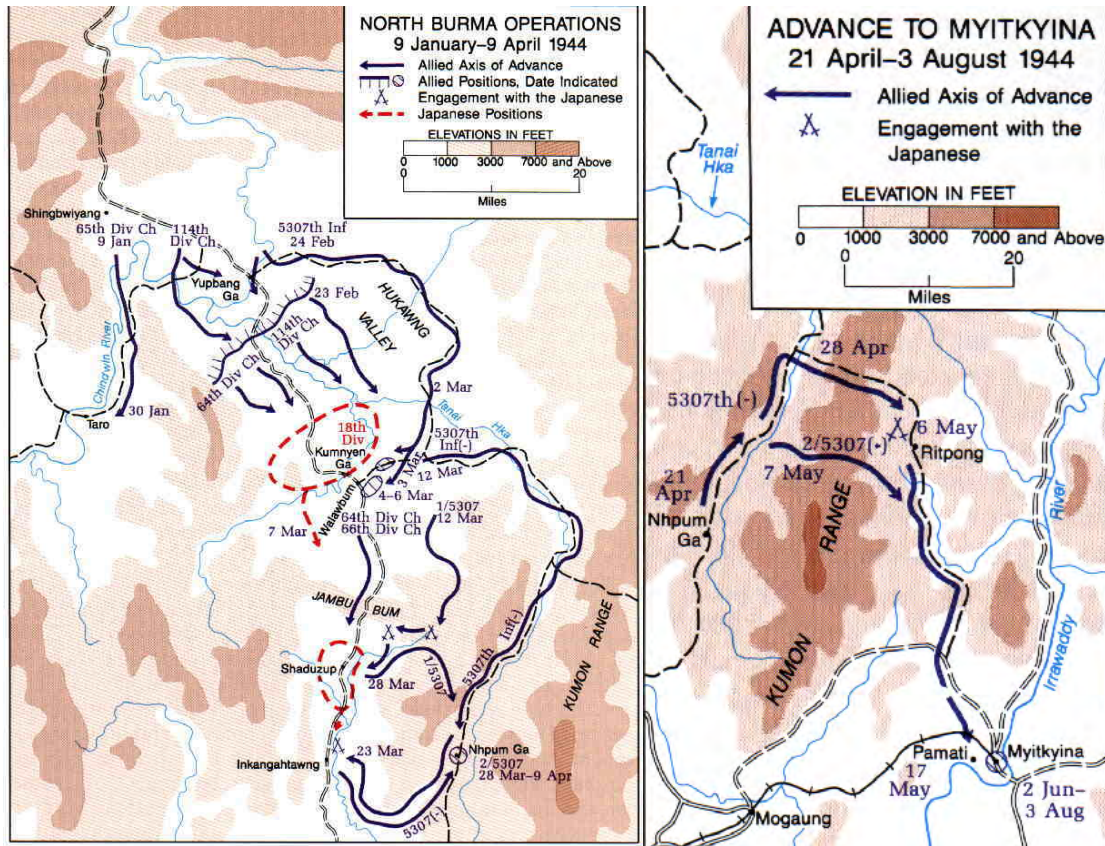 NORTH BURMA OPERATIONS
9 January–9 April 1944
Allied Axis of Advance
Allied Positions, Date Indicated
Engagement with the Japanese
Japanese Positions
ELEVATIONS IN FEET
0 1000 3000 7000 and Above
0 20
Miles
Shingbwiyang
65th Div Ch
9 Jan
114th
Div Ch
5307th Inf
24 Feb
Yupbang
Ga
23 Feb
HUKAWNG
VALLEY
114th
Div Ch
64th Div Ch
Chindwin River
30 Jan
Taro
2 Mar
Tanai Hka
18th
Div
Kumnyen
Ga
5307th
Inf(-)
3 Mar
12 Mar
Walawbum
4–6 Mar
7 Mar
64th Div Ch
66th Div Ch
1/5307
12 Mar
JAMBU BUM
5307th Inf(-)
KUMON RANGE
Shaduzup
28 Mar
1/5307
23 Mar
Inkangahtawng
Nhpum Ga
2/5307
28 Mar–9 Apr
5307(-)
ADVANCE TO MYITKYINA
21 April–3 August 1944
Allied Axis of Advance
Engagement with the
Japanese
ELEVATION IN FEET
0 1000 3000 7000 and Above
0 20
Miles
Tanai
Hka
28 Apr
5307th(-)
6 May
2/5307(-)
Ritpong
7 May
21
Apr
Nhpum
Ga
KUMON RANGE
Irrawaddy River
Pamati
Myitkyina
17
May
2 Jun–
3 Aug
Mogaung